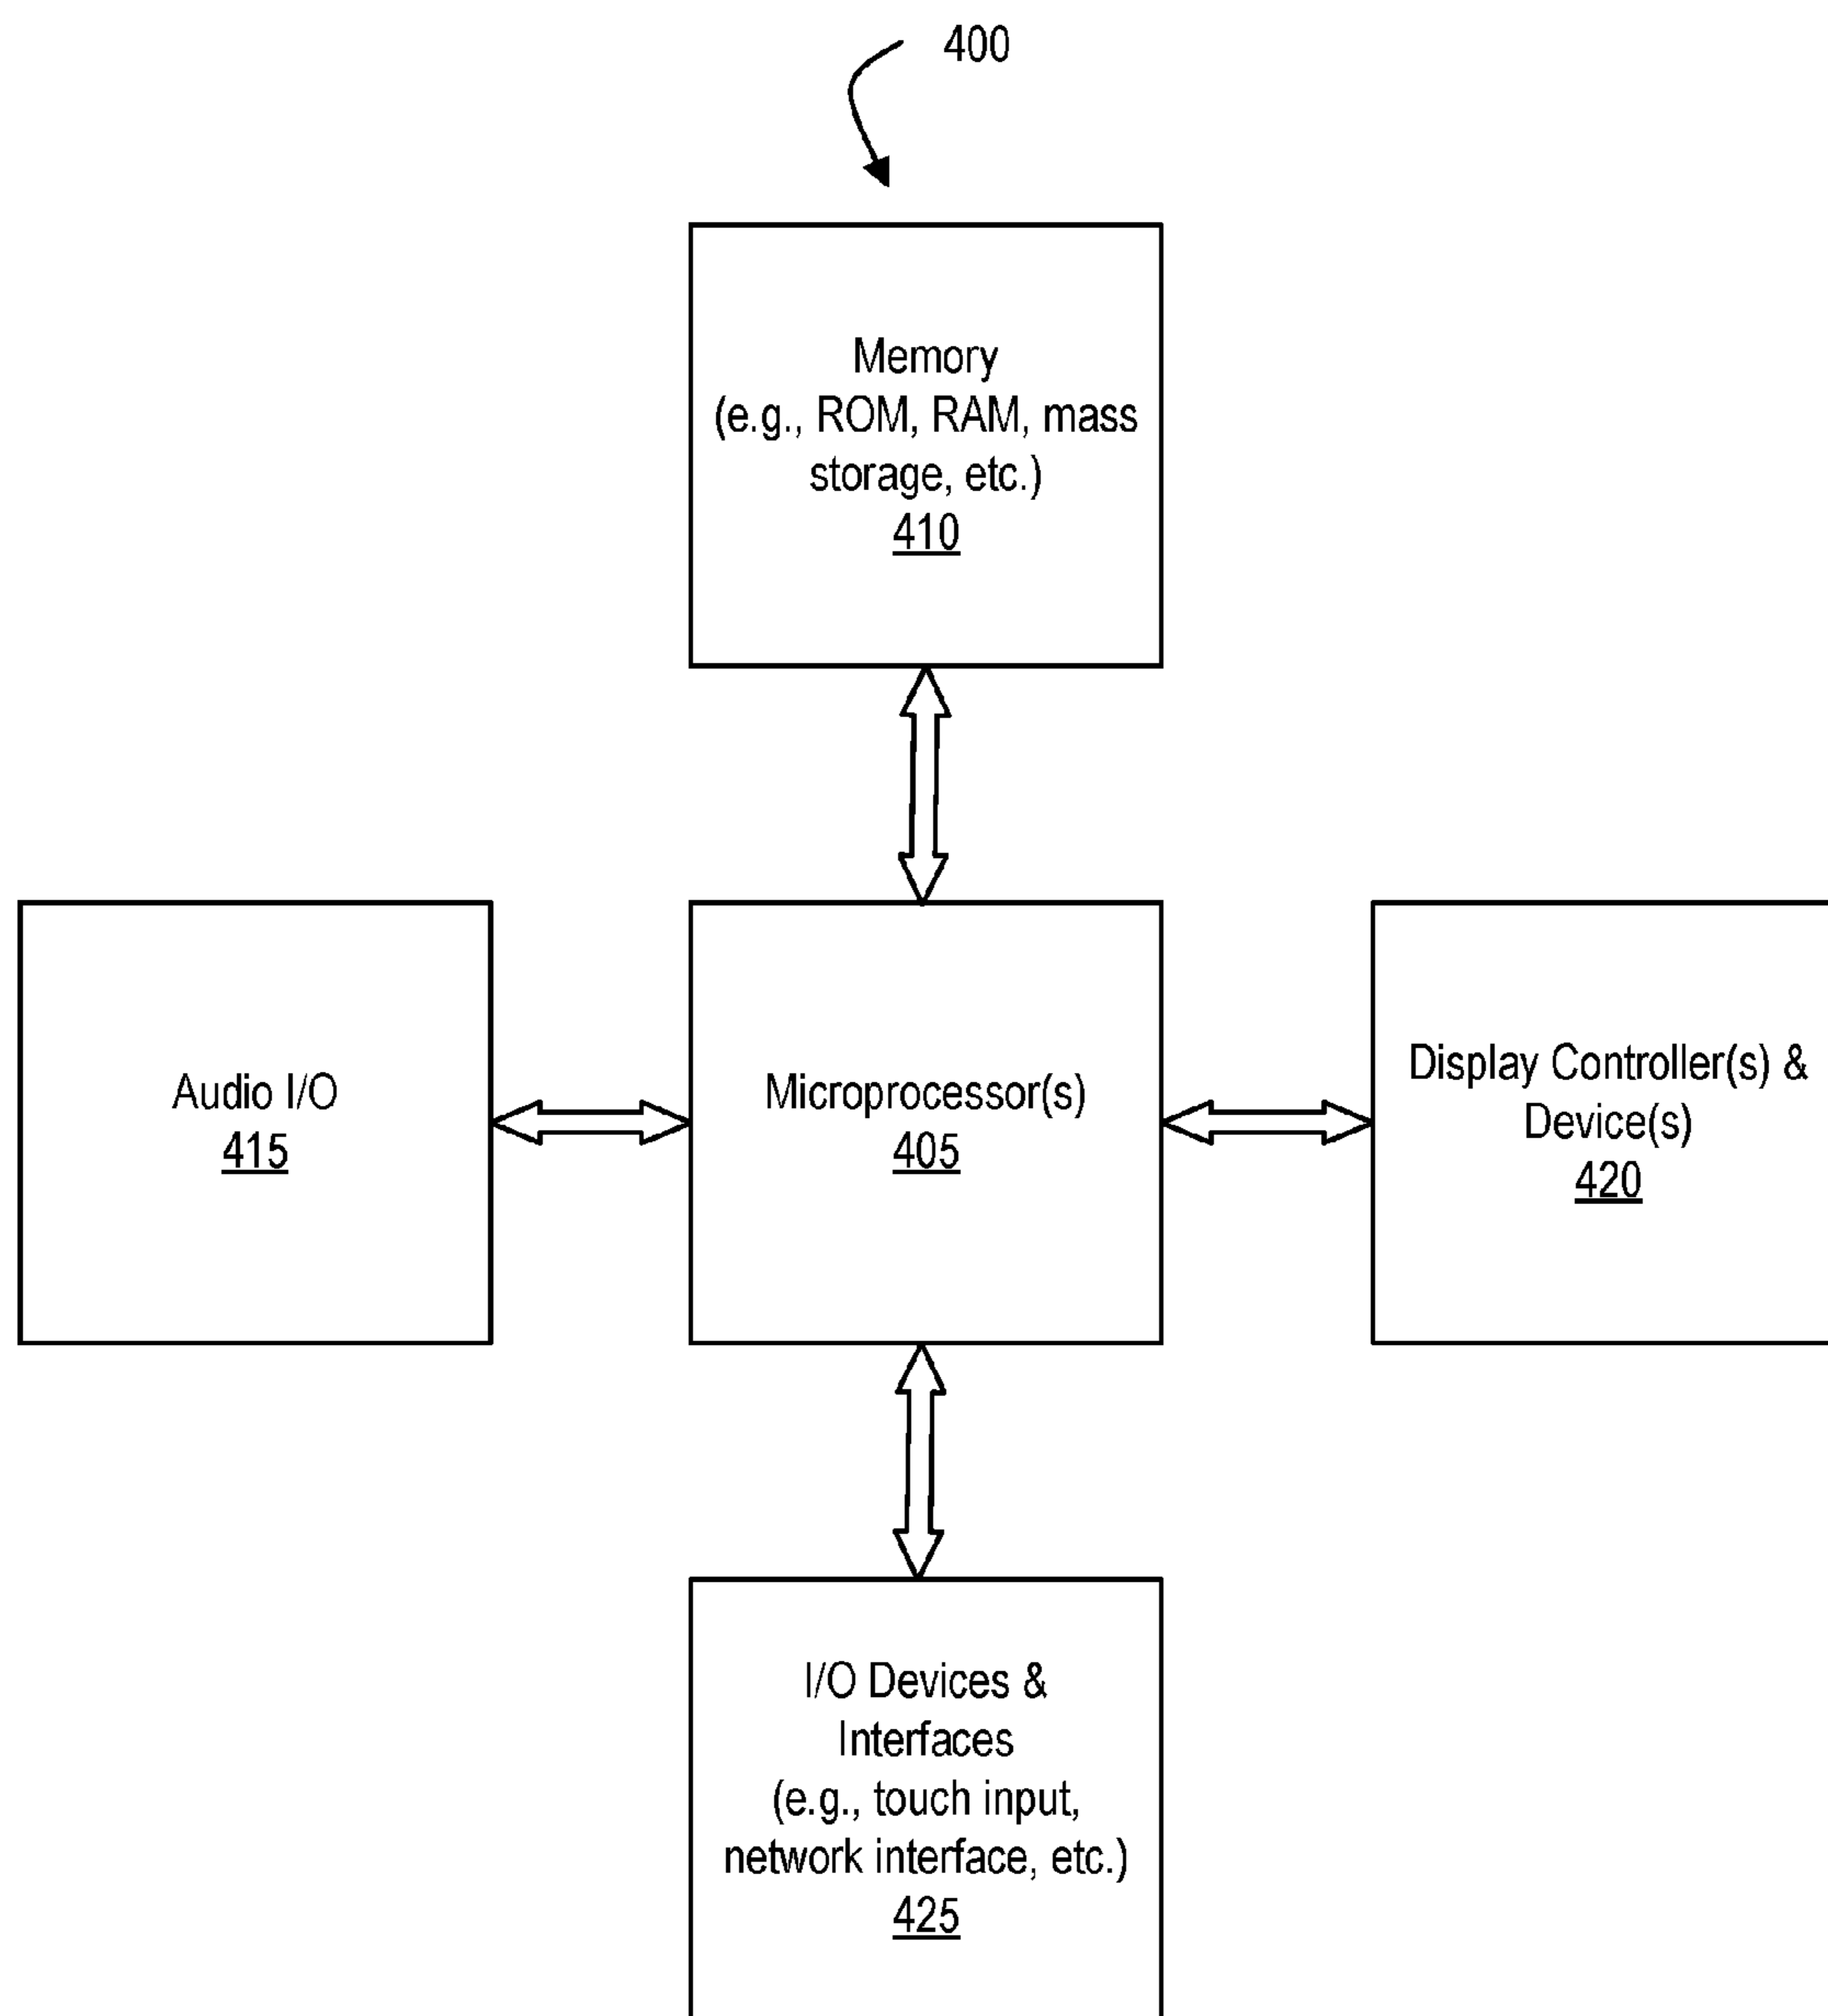 400
Memory
(e.g., ROM, RAM, mass
storage, etc.)
410
Audio I/O
415
Microprocessor(s)
405
Display Controller(s) &
Device(s)
420
I/O Devices &
Interfaces
(e.g., touch input,
network interface, etc.)
425